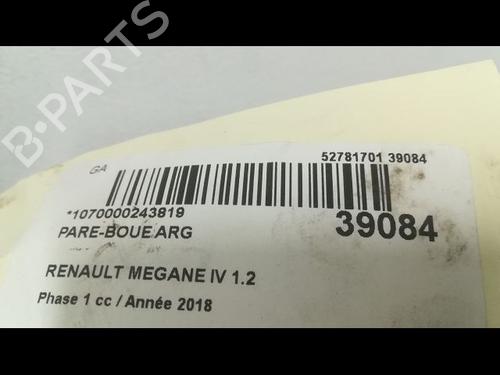 B-PARTS
GA
52781701 39084
*1070000243819
39084
PARE-BOUE ARG
RENAULT MEGANE IV 1.2
Phase 1 cc / Année 2018